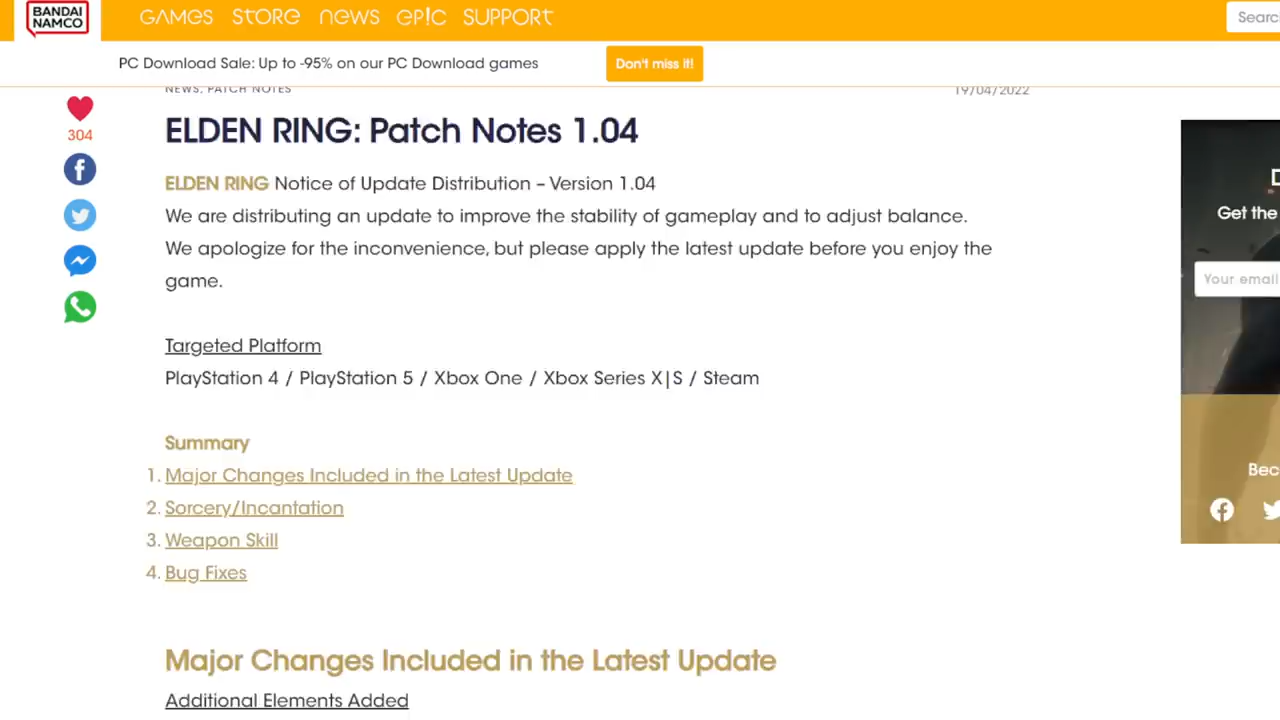 BANDAI
NAMCO
GAMES STORE NEWS EPIC SUPPORT
Search
PC Download Sale: Up to -95% on our PC Download games
Don't miss it!
NEWS, PATCH NOTES
19/04/2022
304
ELDEN RING: Patch Notes 1.04
ELDEN RING Notice of Update Distribution – Version 1.04
We are distributing an update to improve the stability of gameplay and to adjust balance.
We apologize for the inconvenience, but please apply the latest update before you enjoy the
game.
Get the
Your email
Targeted Platform
PlayStation 4 / PlayStation 5 / Xbox One / Xbox Series X|S / Steam
Summary
1. Major Changes Included in the Latest Update
2. Sorcery/Incantation
3. Weapon Skill
4. Bug Fixes
Bec
Major Changes Included in the Latest Update
Additional Elements Added